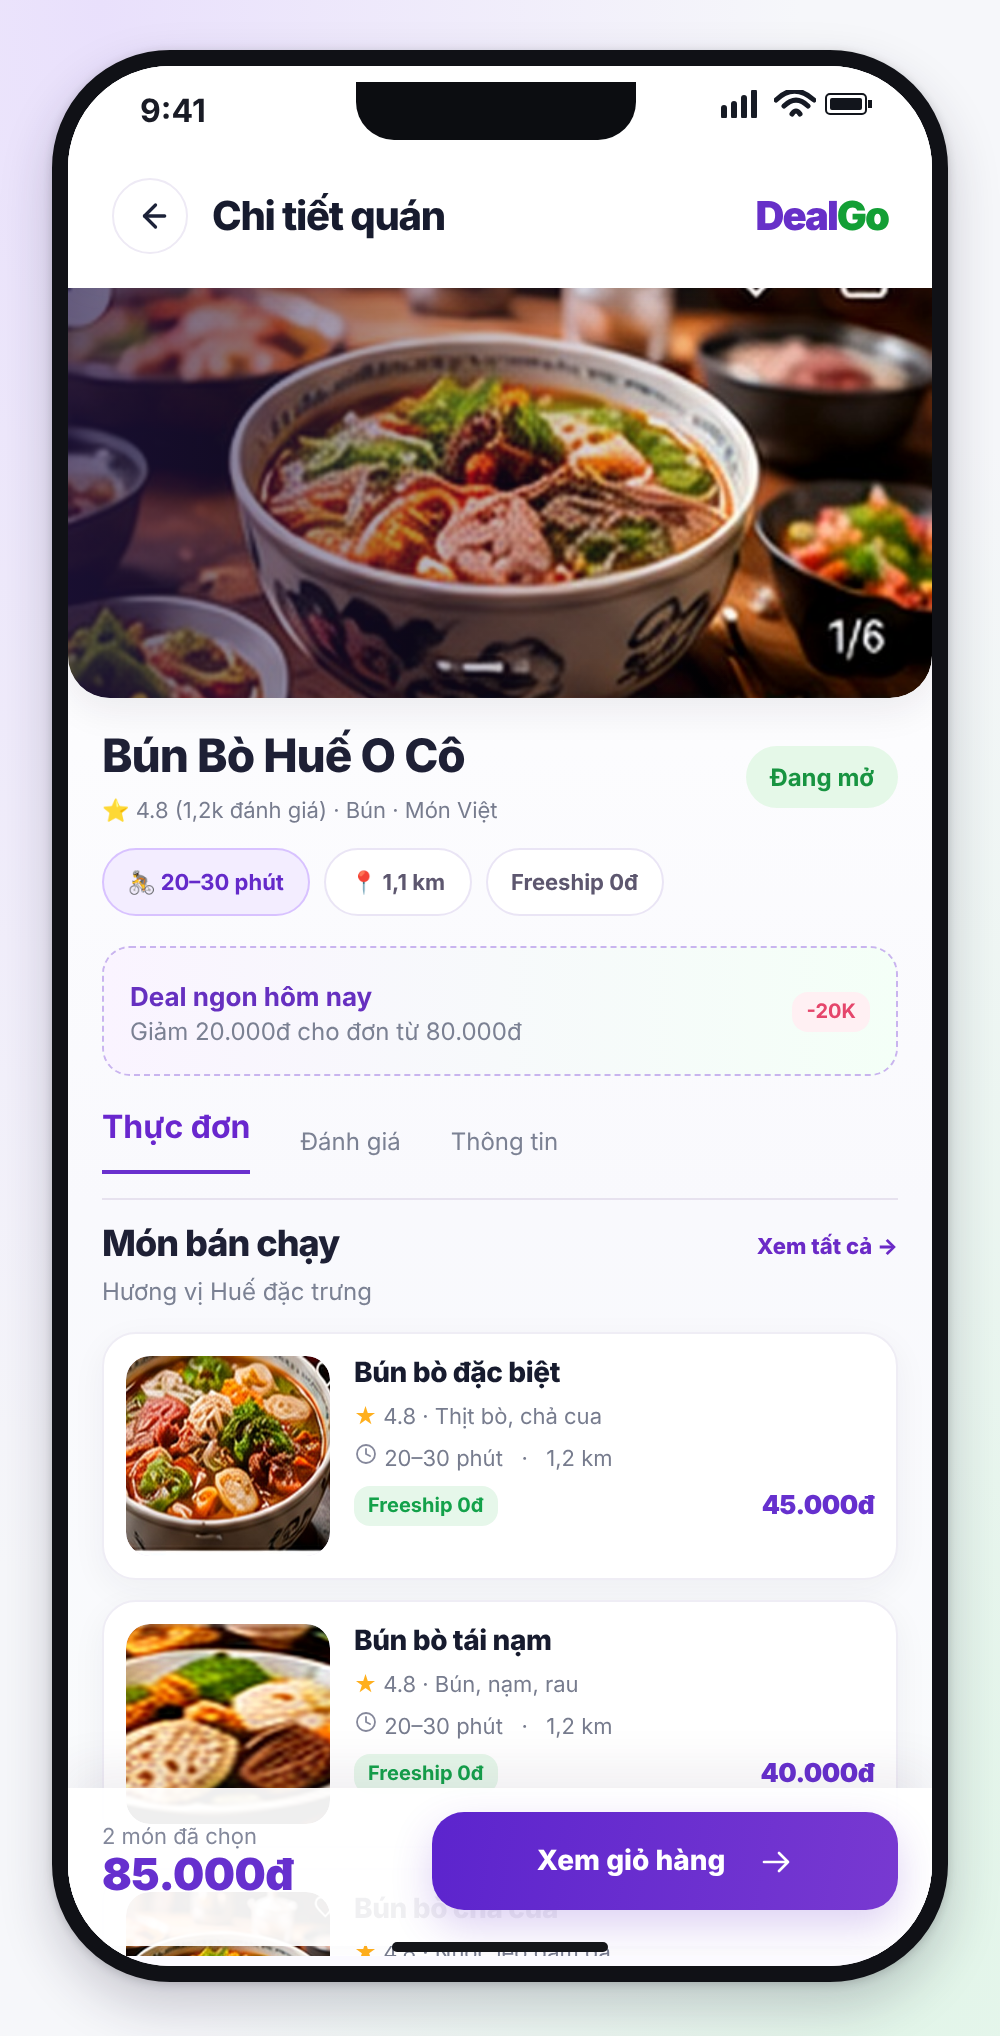 9:41
Chi tiết quán
DealGo
1/6
Bún Bò Huế O Cô
Đang mở
⭐ 4.8 (1,2k đánh giá) · Bún · Món Việt
🚴 20–30 phút
📍 1,1 km
Freeship 0đ
Deal ngon hôm nay
Giảm 20.000đ cho đơn từ 80.000đ
-20K
Thực đơn
Đánh giá
Thông tin
Món bán chạy
Xem tất cả →
Hương vị Huế đặc trưng
Bún bò đặc biệt
★ 4.8 · Thịt bò, chả cua
20–30 phút · 1,2 km
Freeship 0đ
45.000đ
Bún bò tái nạm
★ 4.8 · Bún, nạm, rau
20–30 phút · 1,2 km
Freeship 0đ
40.000đ
2 món đã chọn
85.000đ
Xem giỏ hàng →
Bún bò chả cua